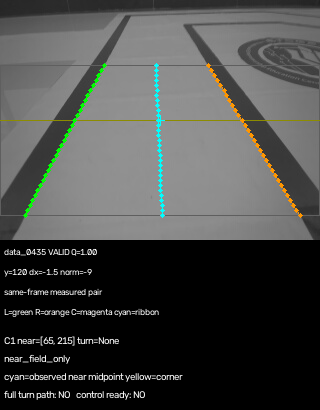 data_0435 VALID Q=1.00
y=120 dx=-1.5 norm=-9
same-frame measured pair
L=green R=orange C=magenta cyan=ribbon
C1 near=[65, 215] turn=None
near_field_only
cyan=observed near midpoint yellow=corner
full turn path: NO control ready: NO